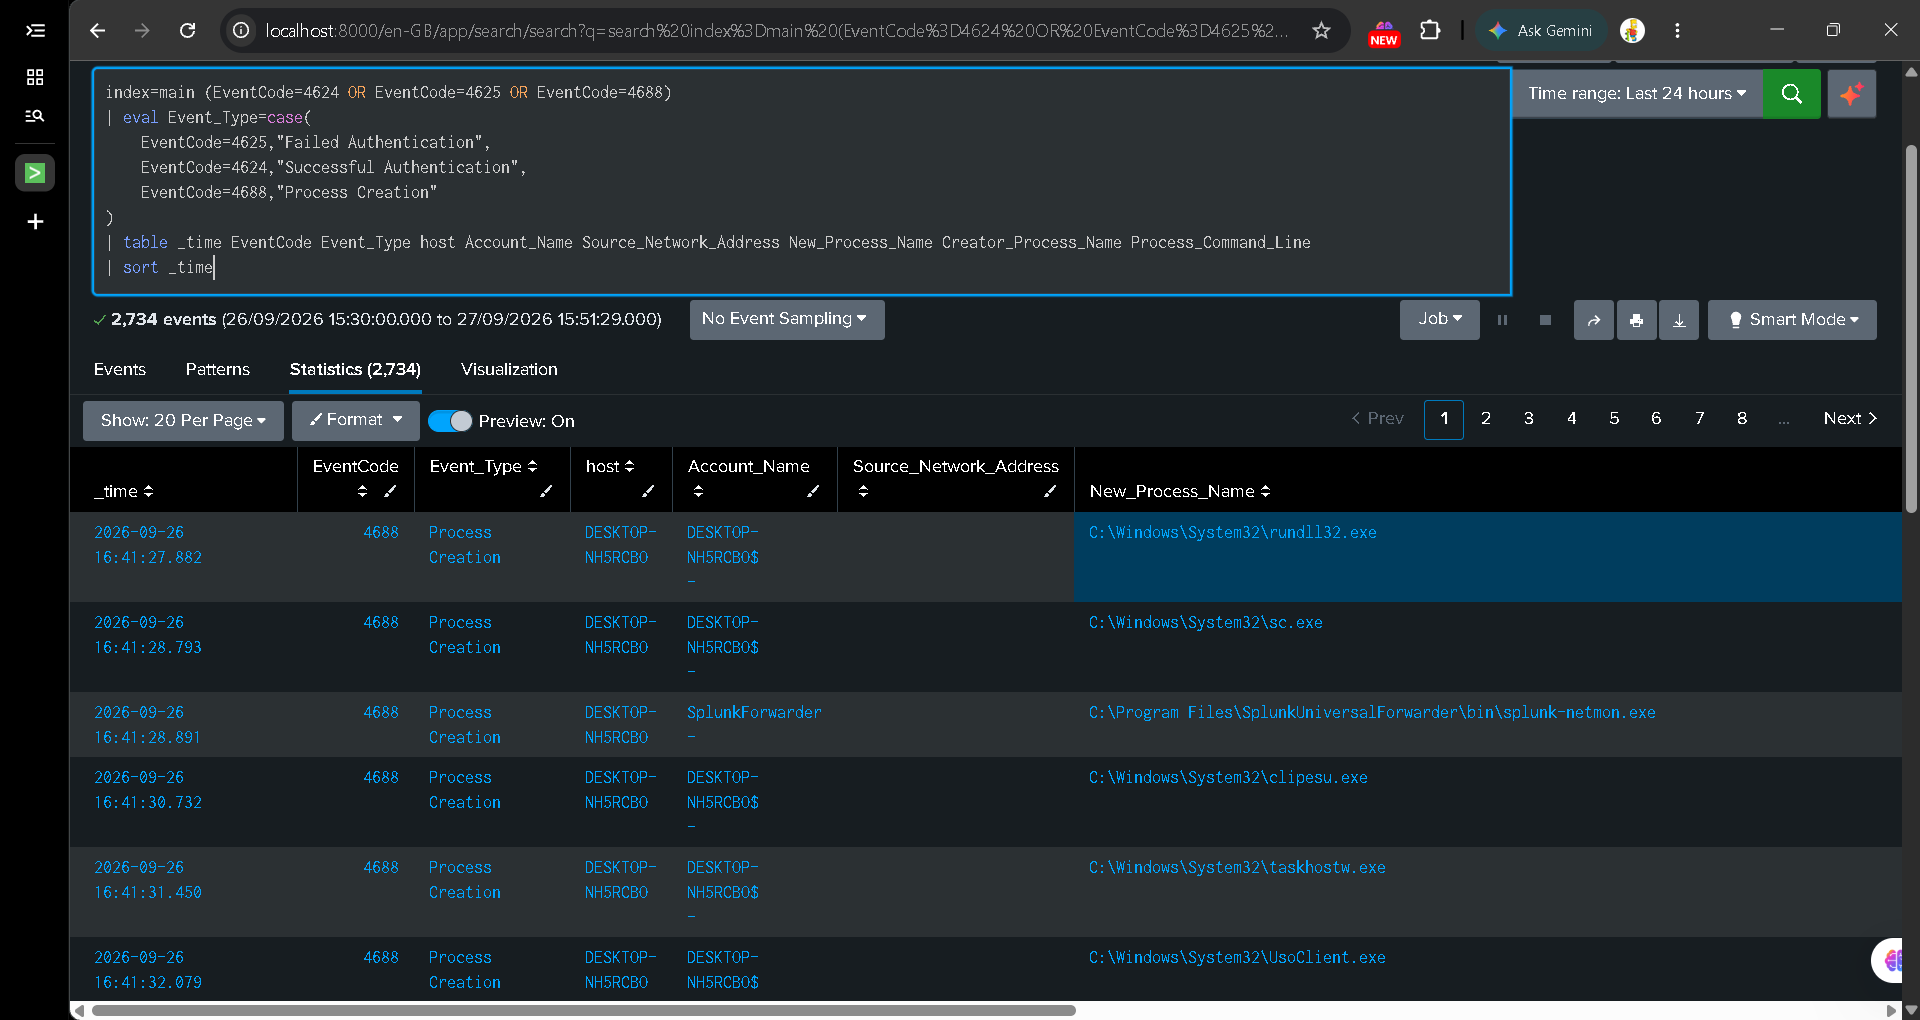 localhost:8000/en-GB/app/search/search?q=search%20index%3Dmain%20(EventCode%3D4624%20OR%20EventCode%3D4625%2...
NEW
Ask Gemini
index=main (EventCode=4624 OR EventCode=4625 OR EventCode=4688)
| eval Event_Type=case(
EventCode=4625,"Failed Authentication",
EventCode=4624,"Successful Authentication",
EventCode=4688,"Process Creation"
)
| table _time EventCode Event_Type host Account_Name Source_Network_Address New_Process_Name Creator_Process_Name Process_Command_Line
| sort _time
Time range: Last 24 hours
2,734 events (26/09/2026 15:30:00.000 to 27/09/2026 15:51:29.000)
No Event Sampling
Job
Smart Mode
Events Patterns Statistics (2,734) Visualization
Show: 20 Per Page Format Preview: On
Prev 1 2 3 4 5 6 7 8 ... Next
_time EventCode Event_Type host Account_Name Source_Network_Address New_Process_Name
2026-09-26 4688 Process DESKTOP- DESKTOP- C:\Windows\System32\rundll32.exe
16:41:27.882 Creation NH5RCBO NH5RCBO$
-
2026-09-26 4688 Process DESKTOP- DESKTOP- C:\Windows\System32\sc.exe
16:41:28.793 Creation NH5RCBO NH5RCBO$
-
2026-09-26 4688 Process DESKTOP- SplunkForwarder C:\Program Files\SplunkUniversalForwarder\bin\splunk-netmon.exe
16:41:28.891 Creation NH5RCBO -
2026-09-26 4688 Process DESKTOP- DESKTOP- C:\Windows\System32\clipesu.exe
16:41:30.732 Creation NH5RCBO NH5RCBO$
-
2026-09-26 4688 Process DESKTOP- DESKTOP- C:\Windows\System32\taskhostw.exe
16:41:31.450 Creation NH5RCBO NH5RCBO$
-
2026-09-26 4688 Process DESKTOP- DESKTOP- C:\Windows\System32\UsoClient.exe
16:41:32.079 Creation NH5RCBO NH5RCBO$